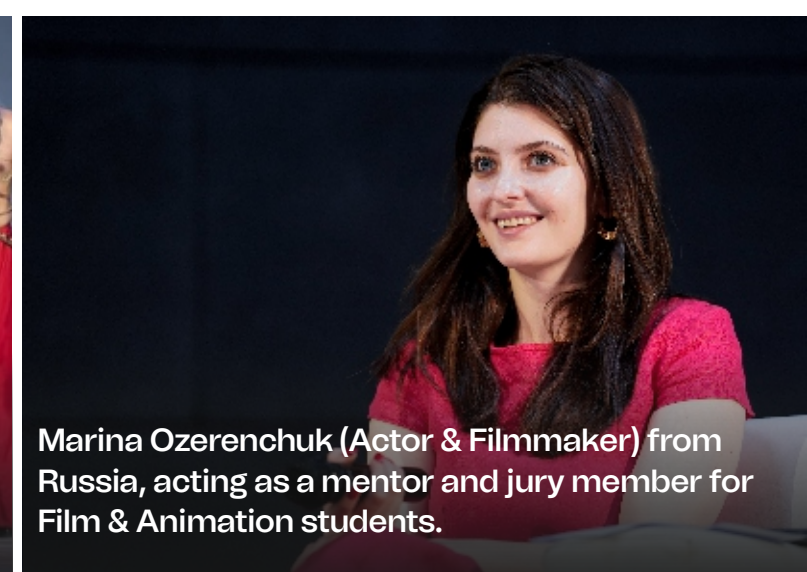 Marina Ozerenchuk (Actor & Filmmaker) from
Russia, acting as a mentor and jury member for
Film & Animation students.